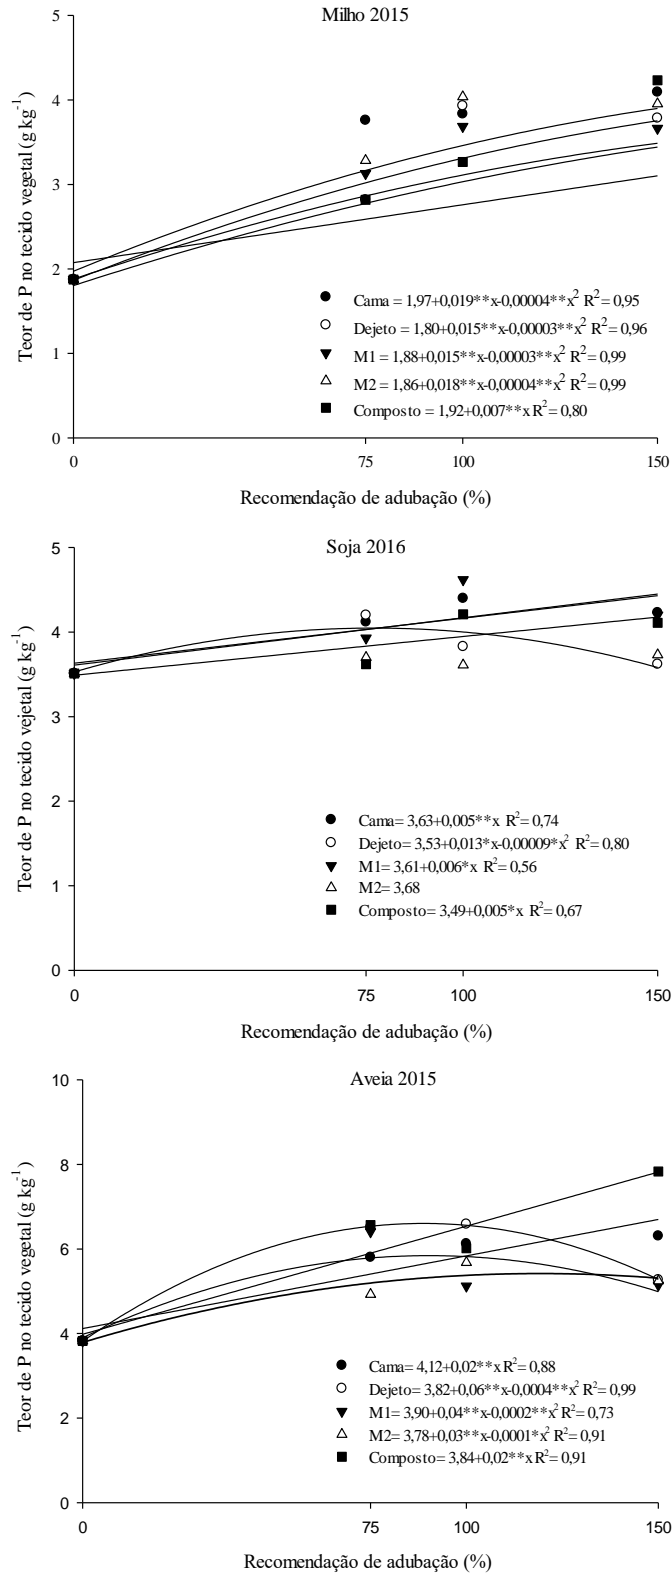 Milho 2015
Teor de P no tecido vegetal (g kg⁻¹)
5
4
3
2
1
0
Cama = 1,97+0,019**x-0,00004**x² R²= 0,95
Dejeto = 1,80+0,015**x-0,00003**x² R²= 0,96
M1 = 1,88+0,015**x-0,00003**x² R²= 0,99
M2 = 1,86+0,018**x-0,00004**x² R²= 0,99
Composto = 1,92+0,007**x R²= 0,80
0 75 100 150
Recomendação de adubação (%)
Soja 2016
Teor de P no tecido vejetal (g kg⁻¹)
5
4
3
2
1
0
Cama= 3,63+0,005**x R²= 0,74
Dejeto= 3,53+0,013*x-0,00009*x² R²= 0,80
M1= 3,61+0,006*x R²= 0,56
M2= 3,68
Composto= 3,49+0,005*x R²= 0,67
0 75 100 150
Recomendação de adubação (%)
Aveia 2015
Teor de P no tecido vegetal (g kg⁻¹)
10
8
6
4
2
0
Cama= 4,12+0,02**x R²= 0,88
Dejeto= 3,82+0,06**x-0,0004**x² R²= 0,99
M1= 3,90+0,04**x-0,0002**x² R²= 0,73
M2= 3,78+0,03**x-0,0001*x² R²= 0,91
Composto= 3,84+0,02**x R²= 0,91
0 75 100 150
Recomendação de adubação (%)